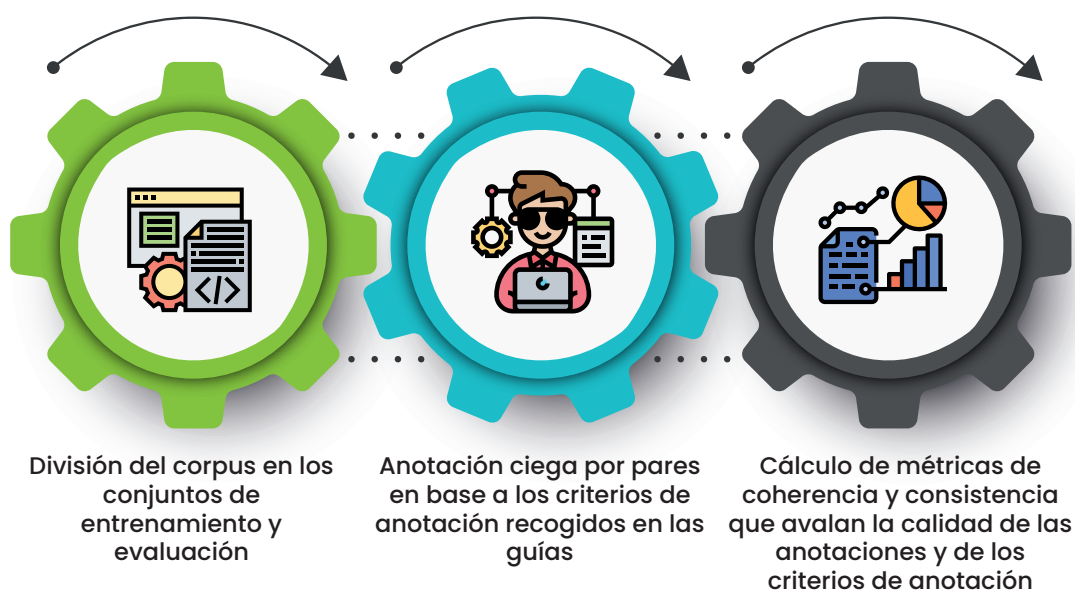 División del corpus en los
conjuntos de
entrenamiento y
evaluación
Anotación ciega por pares
en base a los criterios de
anotación recogidos en las
guías
Cálculo de métricas de
coherencia y consistencia
que avalan la calidad de las
anotaciones y de los
criterios de anotación